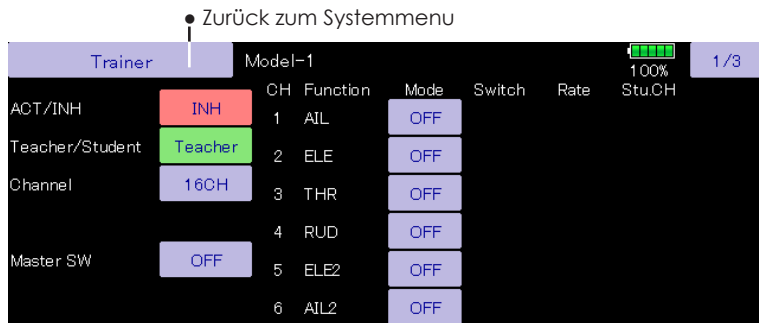 Zurück zum Systemmenu
Trainer Model-1 100% 1/3
CH Function Mode Switch Rate Stu.CH
ACT/INH INH 1 AIL OFF
Teacher/Student Teacher 2 ELE OFF
Channel 16CH 3 THR OFF
4 RUD OFF
Master SW OFF 5 ELE2 OFF
6 AIL2 OFF